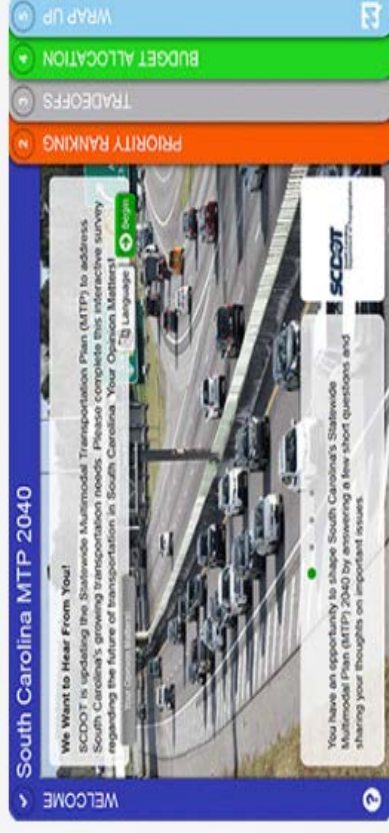 South Carolina MTP 2040
WELCOME
We Want to Hear From You!
SCDOT is updating the Statewide Multimodal Transportation Plan (MTP) to address
South Carolina's growing transportation needs. Please complete this interactive survey
regarding the future of transportation in South Carolina. Your Opinion Matters!
Language
Begin
You have an opportunity to shape South Carolina's Statewide
Multimodal Plan (MTP) 2040 by answering a few short questions and
sharing your thoughts on important issues.
SCDOT
?
2 PRIORITY RANKING
3 TRADEOFFS
4 BUDGET ALLOCATION
5 WRAP UP